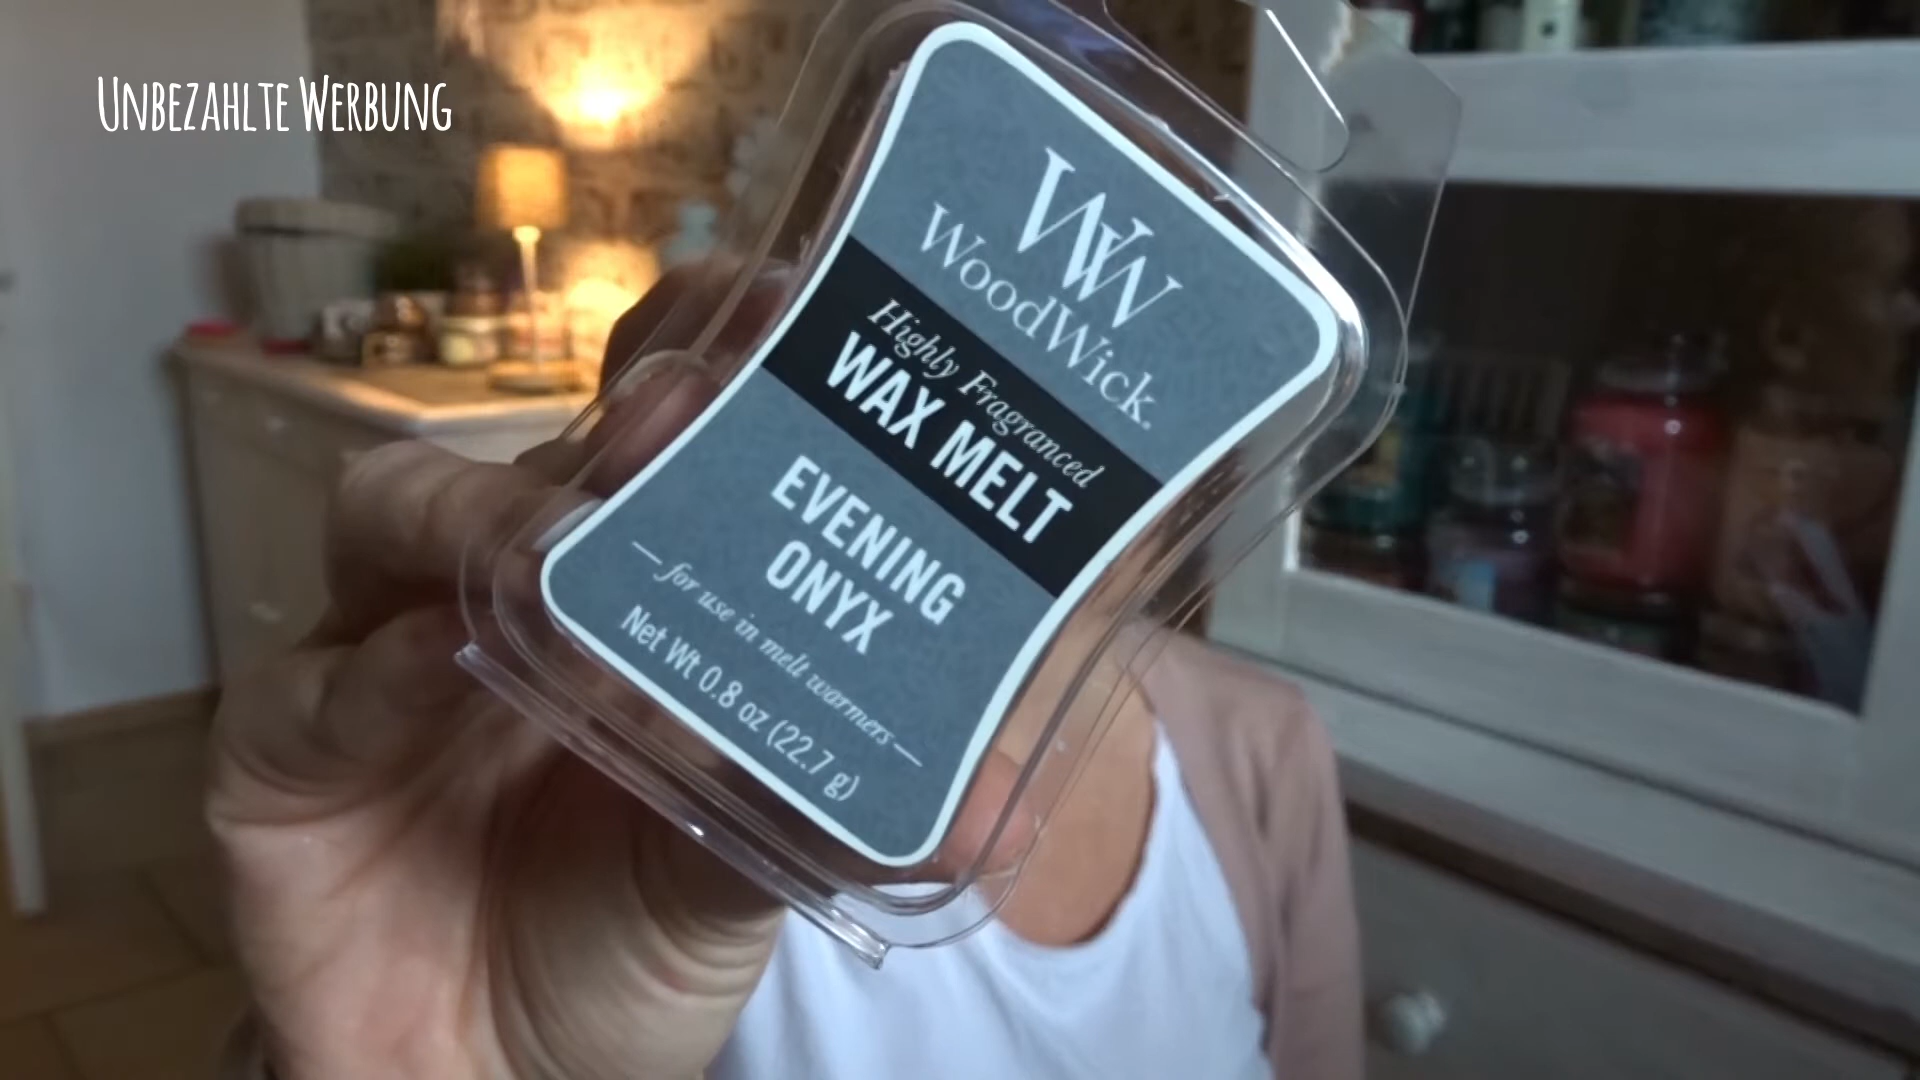 Unbezahlte Werbung
WW
WoodWick.
Highly Fragranced
WAX MELT
EVENING
ONYX
— for use in melt warmers —
Net Wt 0.8 oz (22.7 g)